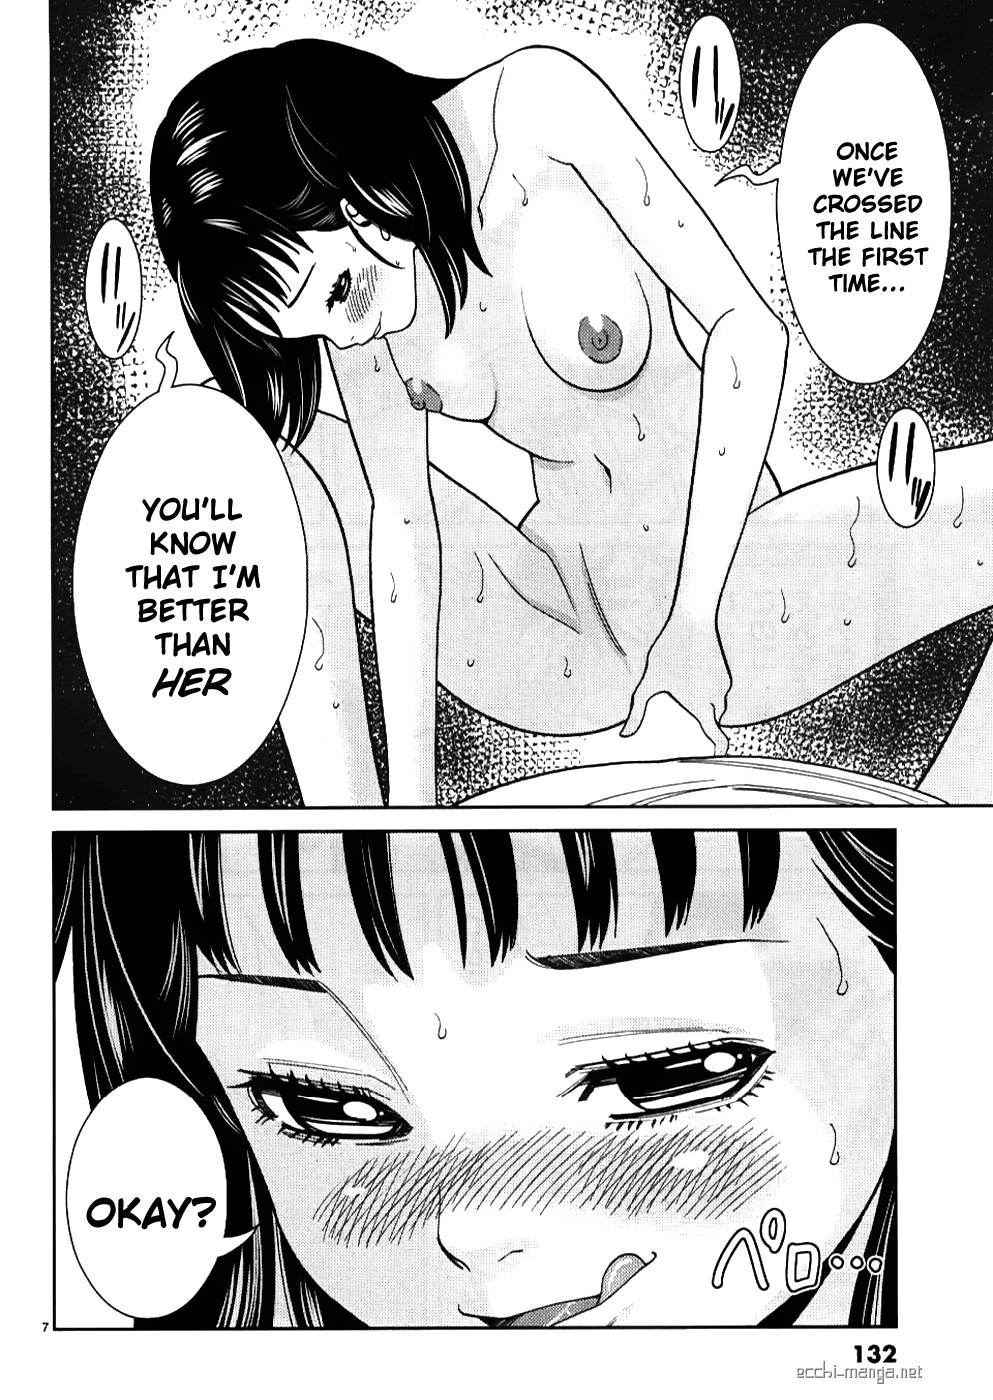 ONCE
WE'VE
CROSSED
THE LINE
THE FIRST
TIME...
YOU'LL
KNOW
THAT I'M
BETTER
THAN
HER
OKAY?
ペロ...
7
132
ecchi-manga.net